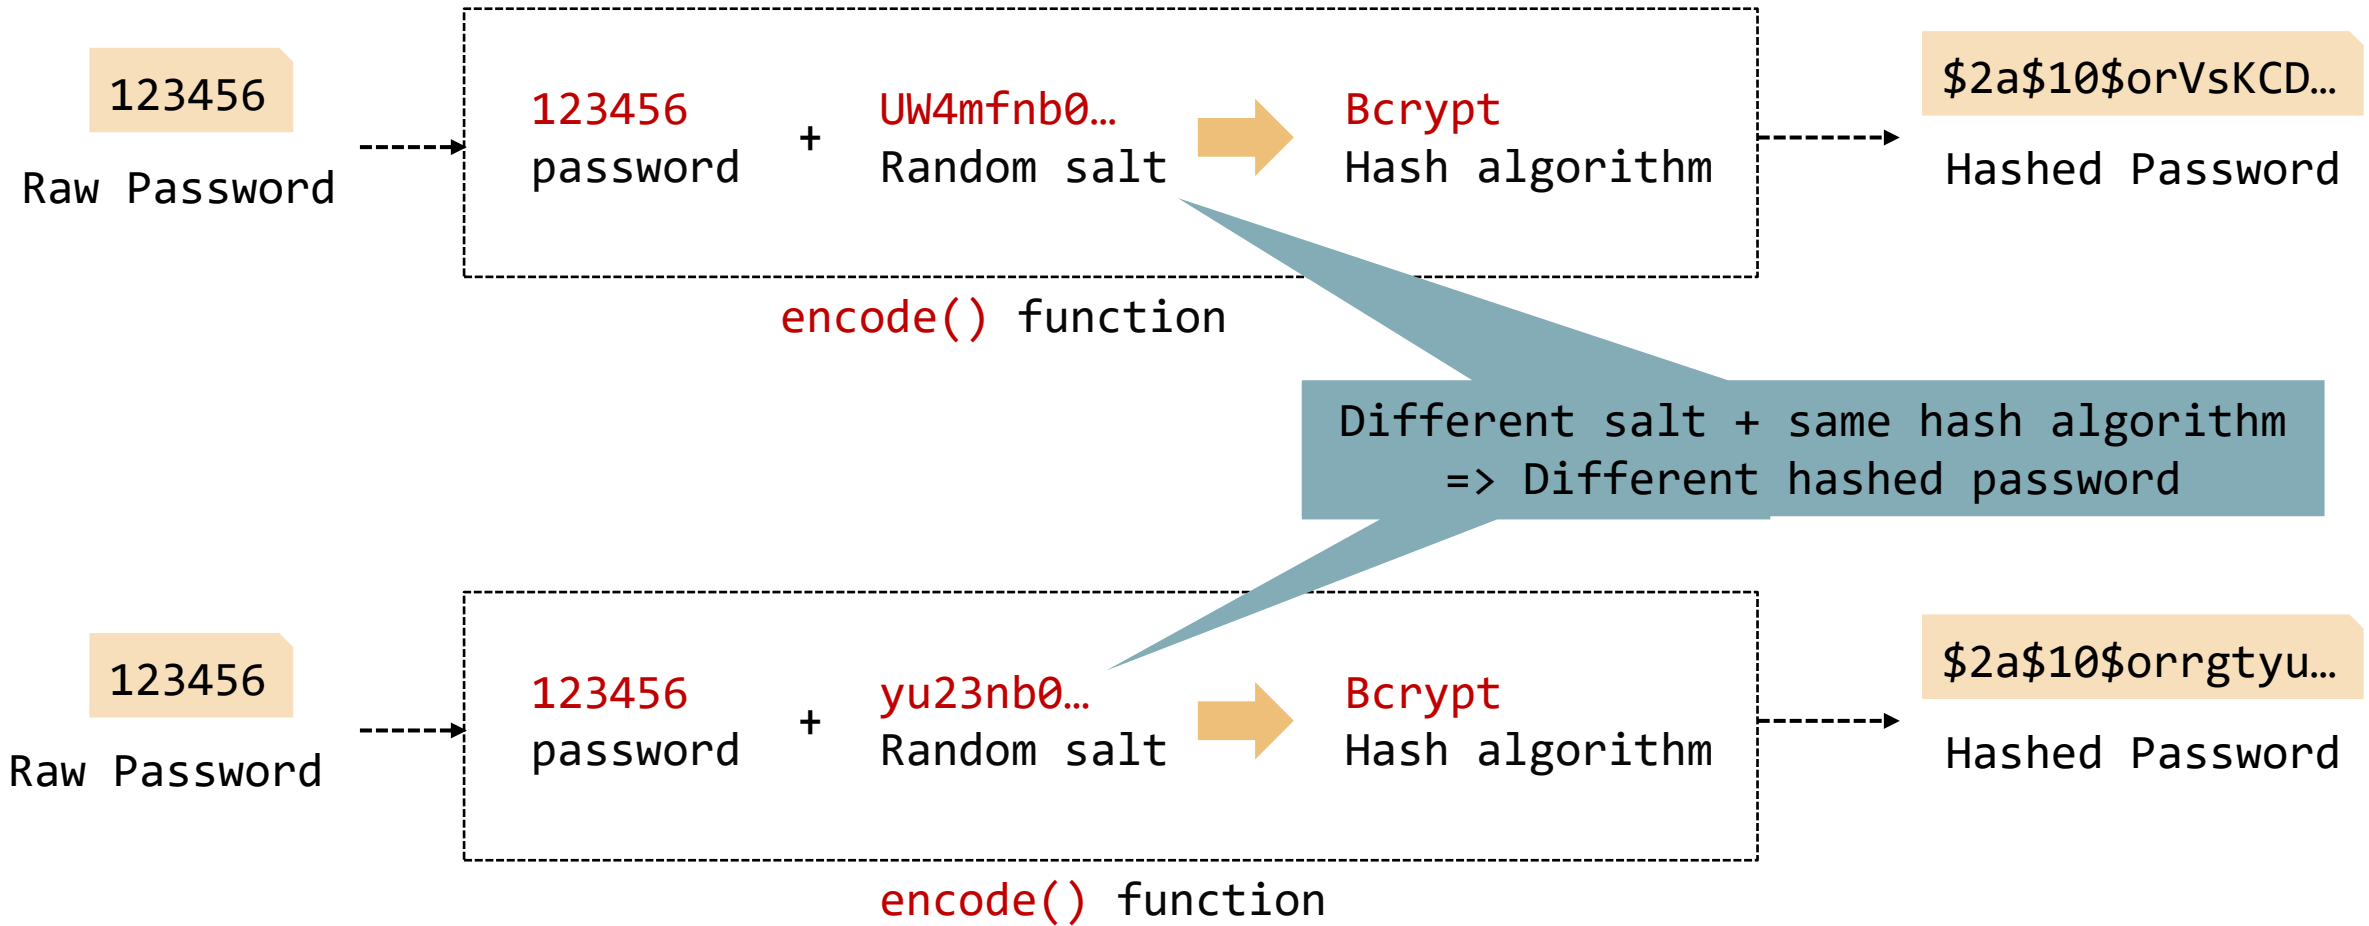 123456
Raw Password
123456
password
+
UW4mfnb0…
Random salt
Bcrypt
Hash algorithm
encode() function
$2a$10$orVsKCD…
Hashed Password
Different salt + same hash algorithm
=> Different hashed password
123456
Raw Password
123456
password
+
yu23nb0…
Random salt
Bcrypt
Hash algorithm
encode() function
$2a$10$orrgtyu…
Hashed Password